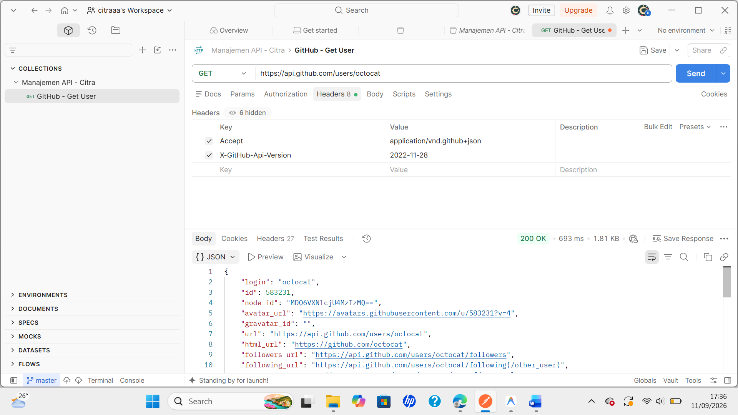 citraaa's Workspace
Search
Invite
Upgrade
Overview
Get started
Manajemen API - Citr.
GET GitHub - Get Usc
No environment
Manajemen API - Citra > GitHub - Get User
Save
Share
COLLECTIONS
Manajemen API - Citra
GET GitHub - Get User
GET
https://api.github.com/users/octocat
Send
Docs Params Authorization Headers 8 Body Scripts Settings
Cookies
Headers 6 hidden
Key Value Description Bulk Edit Presets
Accept application/vnd.github+json
X-GitHub-Api-Version 2022-11-28
Key Value Description
Body Cookies Headers 27 Test Results
200 OK • 693 ms • 1.81 KB
Save Response
{} JSON Preview Visualize
1 {
2 "login": "octocat",
3 "id": 583231,
4 "node_id": "MDQ6VXNlcjU4MzIzMQ==",
5 "avatar_url": "https://avatars.githubusercontent.com/u/583231?v=4",
6 "gravatar_id": "",
7 "url": "https://api.github.com/users/octocat",
8 "html_url": "https://github.com/octocat",
9 "followers_url": "https://api.github.com/users/octocat/followers",
10 "following_url": "https://api.github.com/users/octocat/following{/other_user}",
ENVIRONMENTS
DOCUMENTS
SPECS
MOCKS
DATASETS
FLOWS
master
Terminal
Console
Standing by for launch!
Globals
Vault
Tools
26°
Search
17:36
11/09/2026